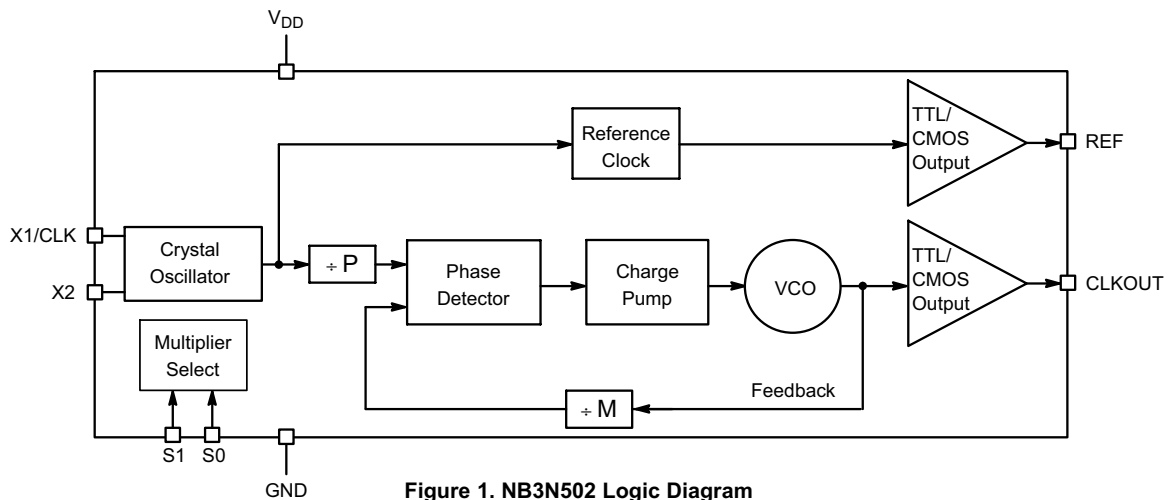 VDD
Reference
Clock
TTL/
CMOS
Output
REF
X1/CLK
X2
Crystal
Oscillator
÷ P
Phase
Detector
Charge
Pump
VCO
TTL/
CMOS
Output
CLKOUT
Multiplier
Select
Feedback
÷ M
S1
S0
GND
Figure 1. NB3N502 Logic Diagram